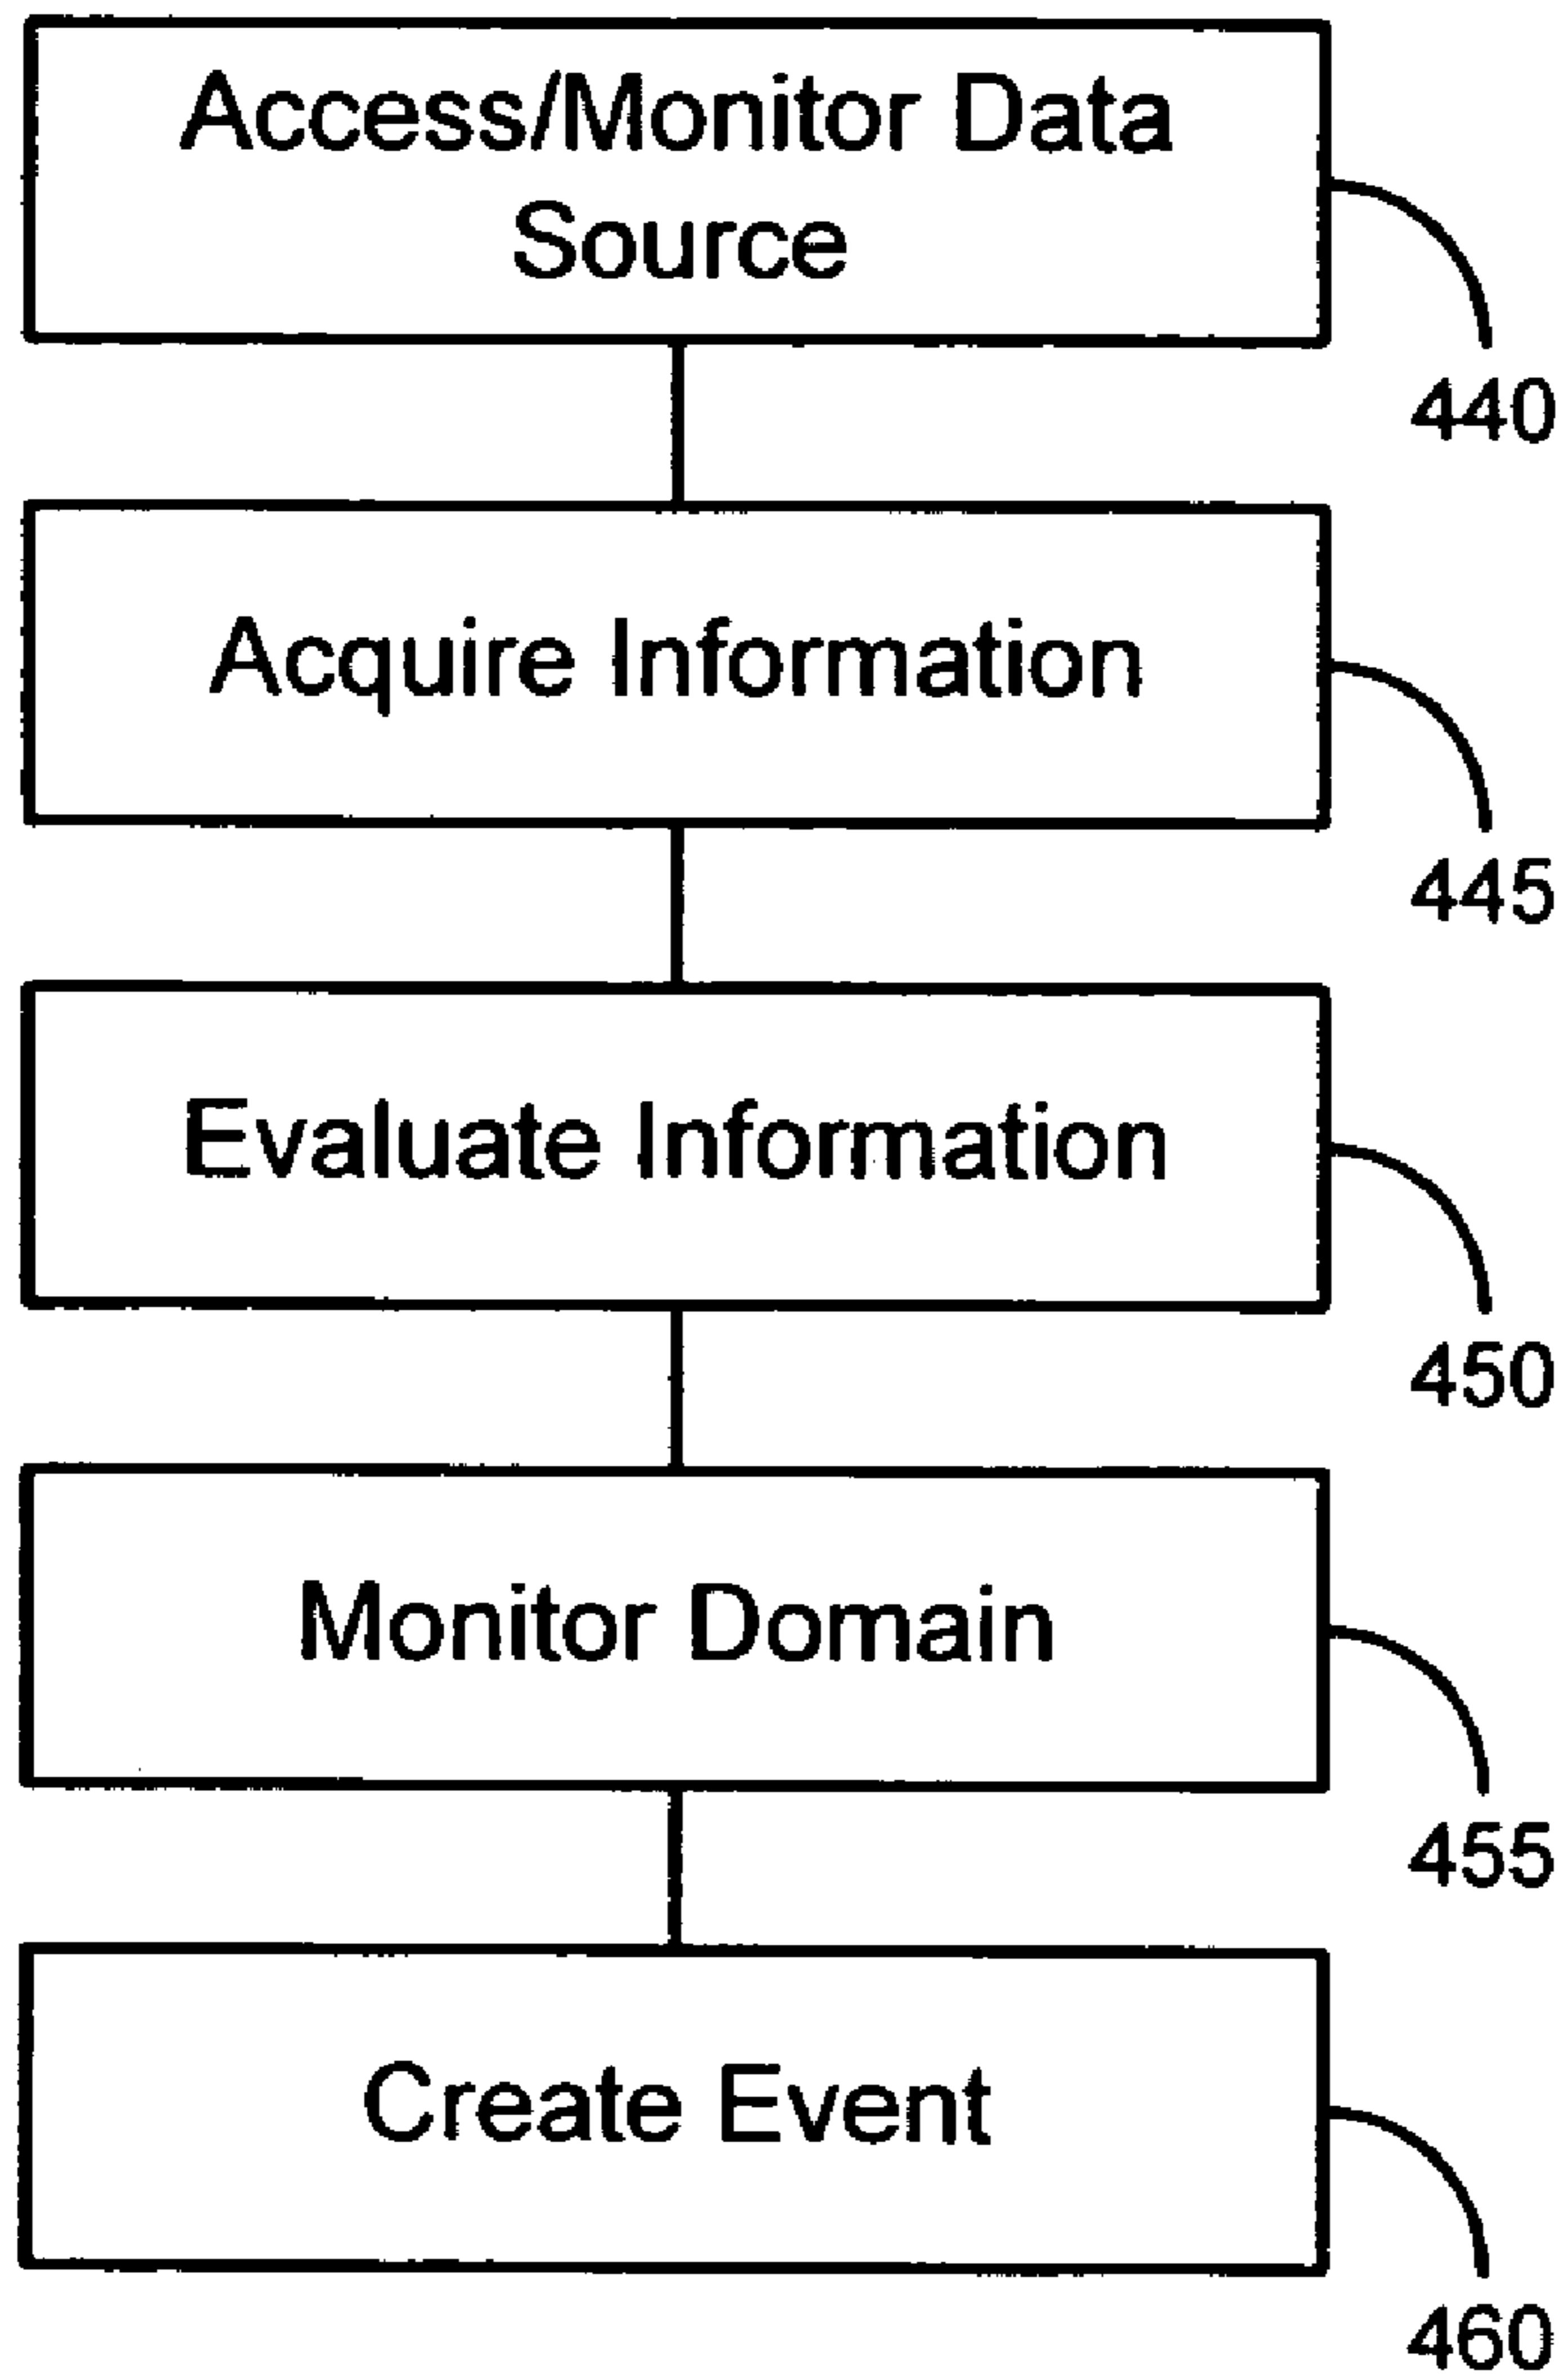 Access/Monitor Data
Source
440
Acquire Information
445
Evaluate Information
450
Monitor Domain
455
Create Event
460